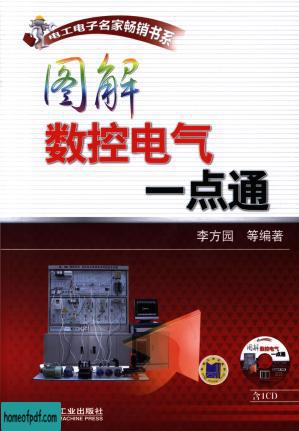 电工电子名家畅销书系
图解
数控电气
一点通
李方园 等编著
图解
数控电气
一点通
含1CD
工业出版社
homeofpdf.com